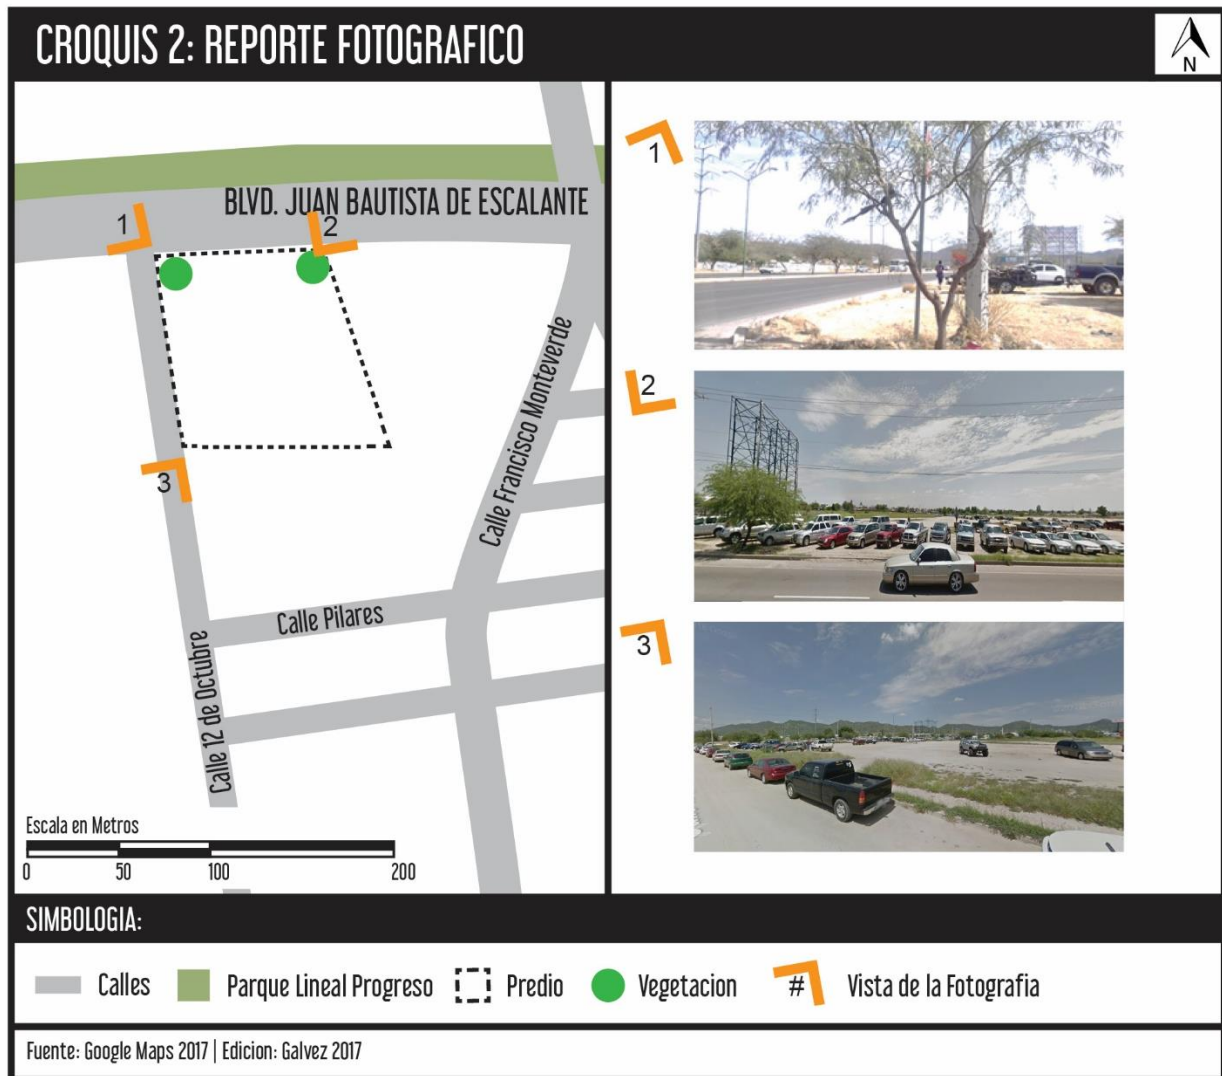 CROQUIS 2: REPORTE FOTOGRAFICO
N
BLVD. JUAN BAUTISTA DE ESCALANTE
1
2
3
Calle Francisco Monteverde
Calle Pilares
Calle 12 de Octubre
Escala en Metros
0 50 100 200
1
2
3
SIMBOLOGIA:
Calles Parque Lineal Progreso Predio Vegetacion # Vista de la Fotografia
Fuente: Google Maps 2017 | Edicion: Galvez 2017